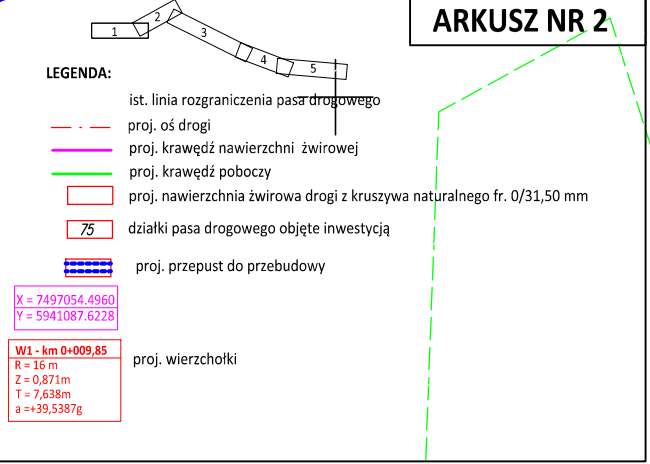 ARKUSZ NR 2
1
2
3
4
5
LEGENDA:
ist. linia rozgraniczenia pasa drogowego
proj. oś drogi
proj. krawędź nawierzchni żwirowej
proj. krawędź poboczy
proj. nawierzchnia żwirowa drogi z kruszywa naturalnego fr. 0/31,50 mm
75 działki pasa drogowego objęte inwestycją
proj. przepust do przebudowy
X = 7497054.4960
Y = 5941087.6228
W1 - km 0+009,85
R = 16 m
Z = 0,871m
T = 7,638m
a =+39,5387g
proj. wierzchołki